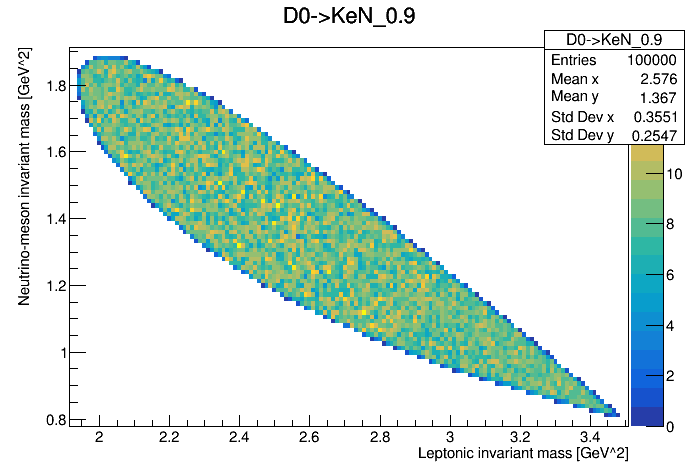 D0->KeN_0.9
D0->KeN_0.9
Entries 100000
Mean x 2.576
Mean y 1.367
Std Dev x 0.3551
Std Dev y 0.2547
Neutrino-meson invariant mass [GeV^2]
1.8
1.6
1.4
1.2
1
0.8
10
8
6
4
2
0
2 2.2 2.4 2.6 2.8 3 3.2 3.4
Leptonic invariant mass [GeV^2]